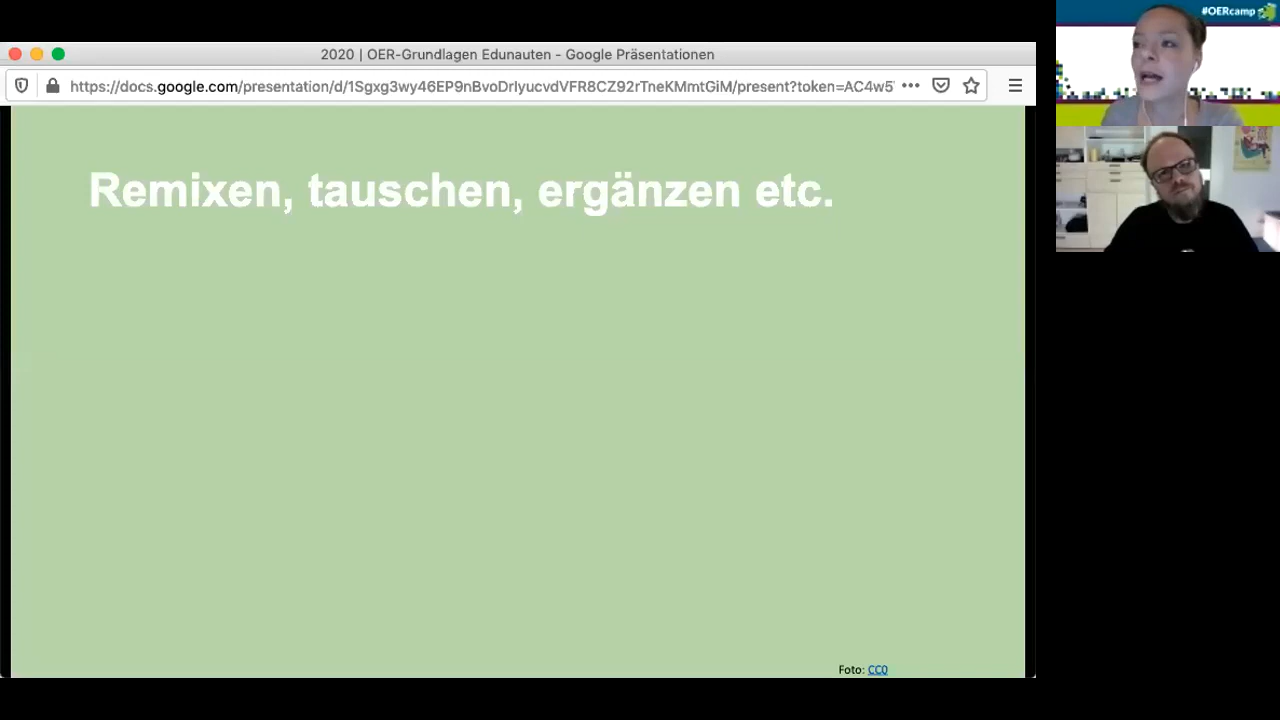 2020 | OER-Grundlagen Edunauten - Google Präsentationen
https://docs.google.com/presentation/d/1Sgxg3wy46EP9nBvoDrIyucvdVFR8CZ92rTneKMmtGiM/present?token=AC4w5
#OERcamp
Remixen, tauschen, ergänzen etc.
Foto: CC0